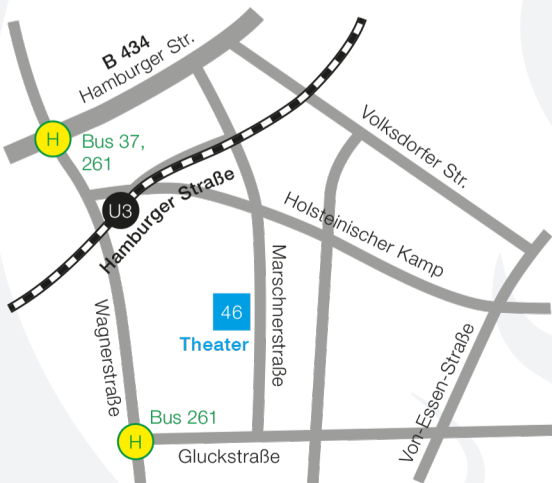 B 434
Hamburger Str.
H
Bus 37,
261
Volksdorfer Str.
U3
Hamburger Straße
Holsteinischer Kamp
Marschnerstraße
46
Theater
Wagnerstraße
Von-Essen-Straße
Bus 261
H
Gluckstraße